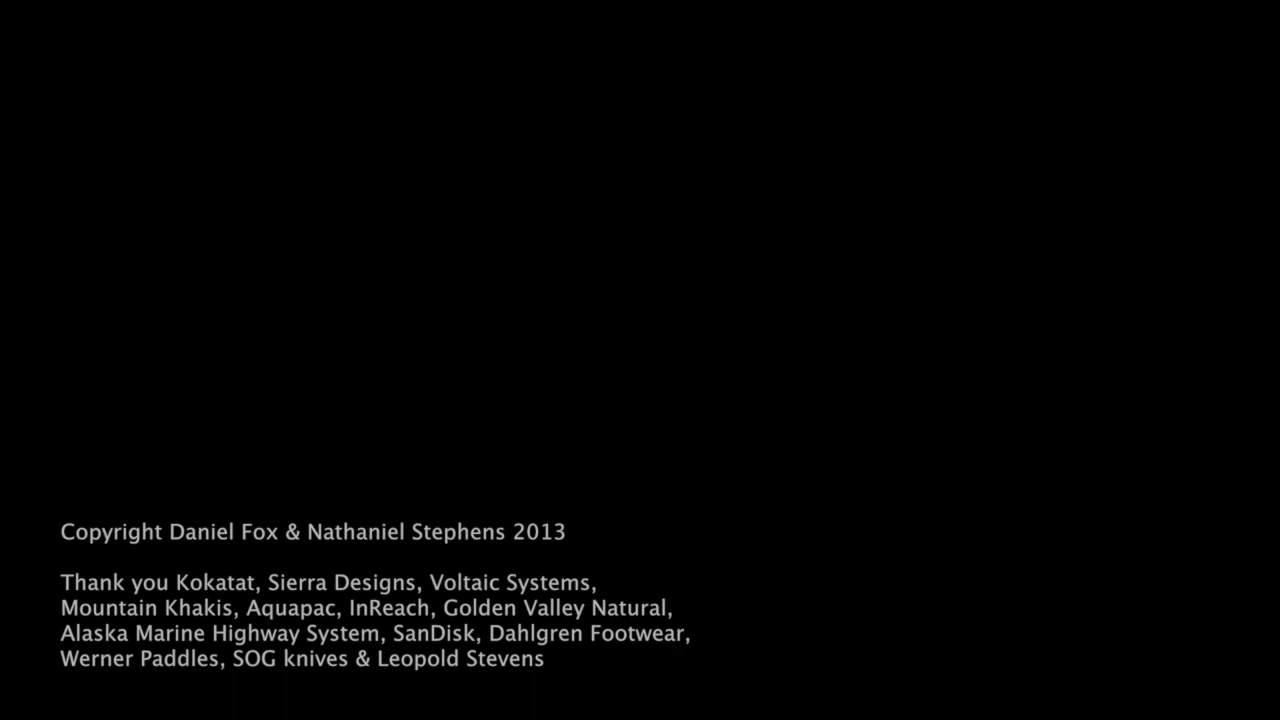 Copyright Daniel Fox & Nathaniel Stephens 2013
Thank you Kokatat, Sierra Designs, Voltaic Systems,
Mountain Khakis, Aquapac, InReach, Golden Valley Natural,
Alaska Marine Highway System, SanDisk, Dahlgren Footwear,
Werner Paddles, SOG knives & Leopold Stevens